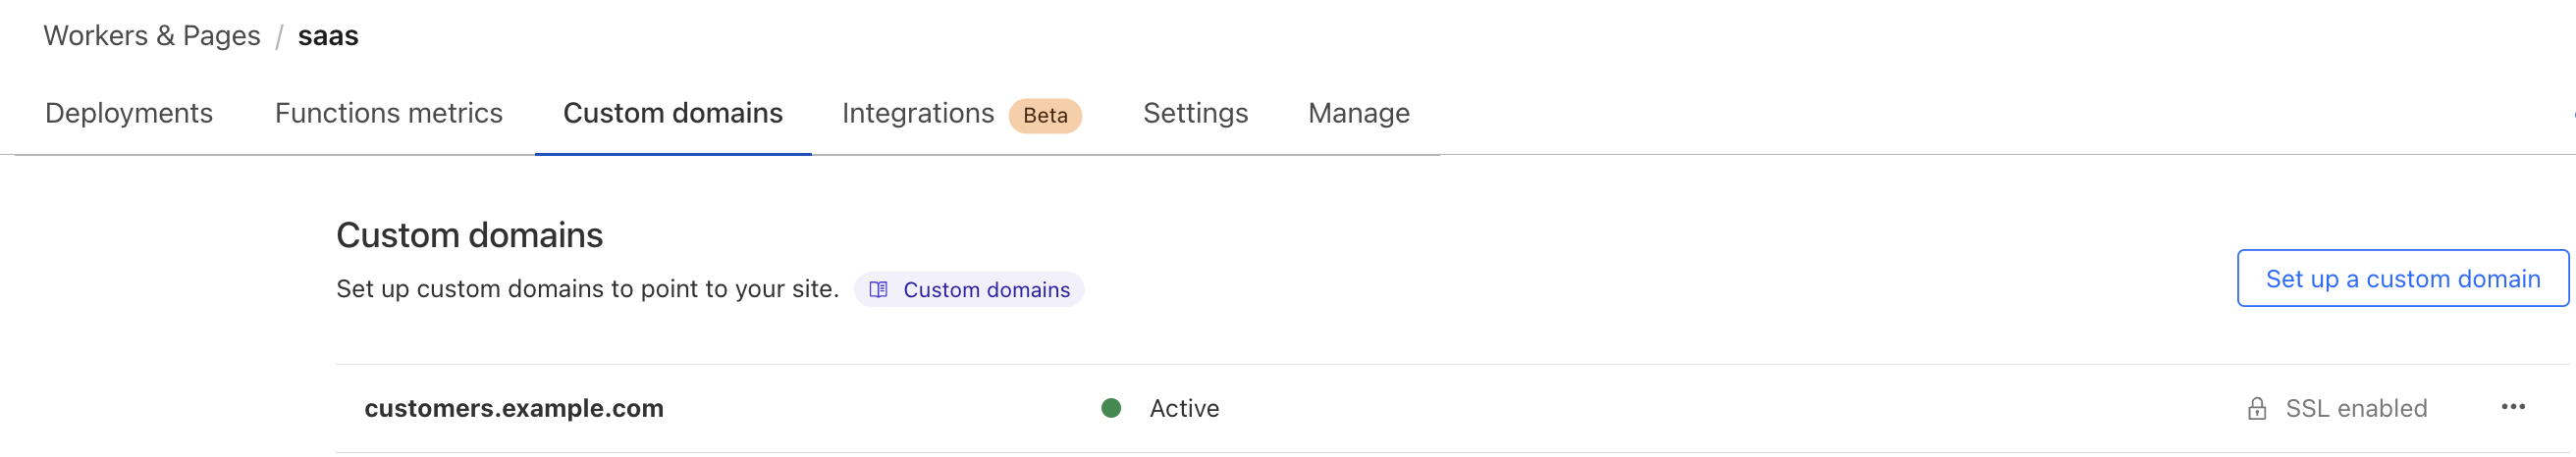 Workers & Pages / saas
Deployments Functions metrics Custom domains Integrations Beta Settings Manage
Custom domains
Set up custom domains to point to your site. Custom domains
Set up a custom domain
customers.example.com Active SSL enabled •••